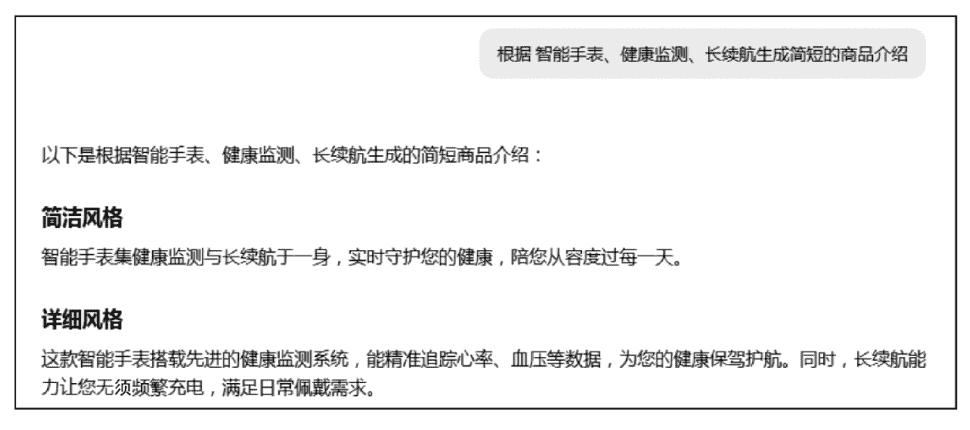 根据 智能手表、健康监测、长续航生成简短的商品介绍
以下是根据智能手表、健康监测、长续航生成的简短商品介绍：
简洁风格
智能手表集健康监测与长续航于一身，实时守护您的健康，陪您从容度过每一天。
详细风格
这款智能手表搭载先进的健康监测系统，能精准追踪心率、血压等数据，为您的健康保驾护航。同时，长续航能
力让您无须频繁充电，满足日常佩戴需求。